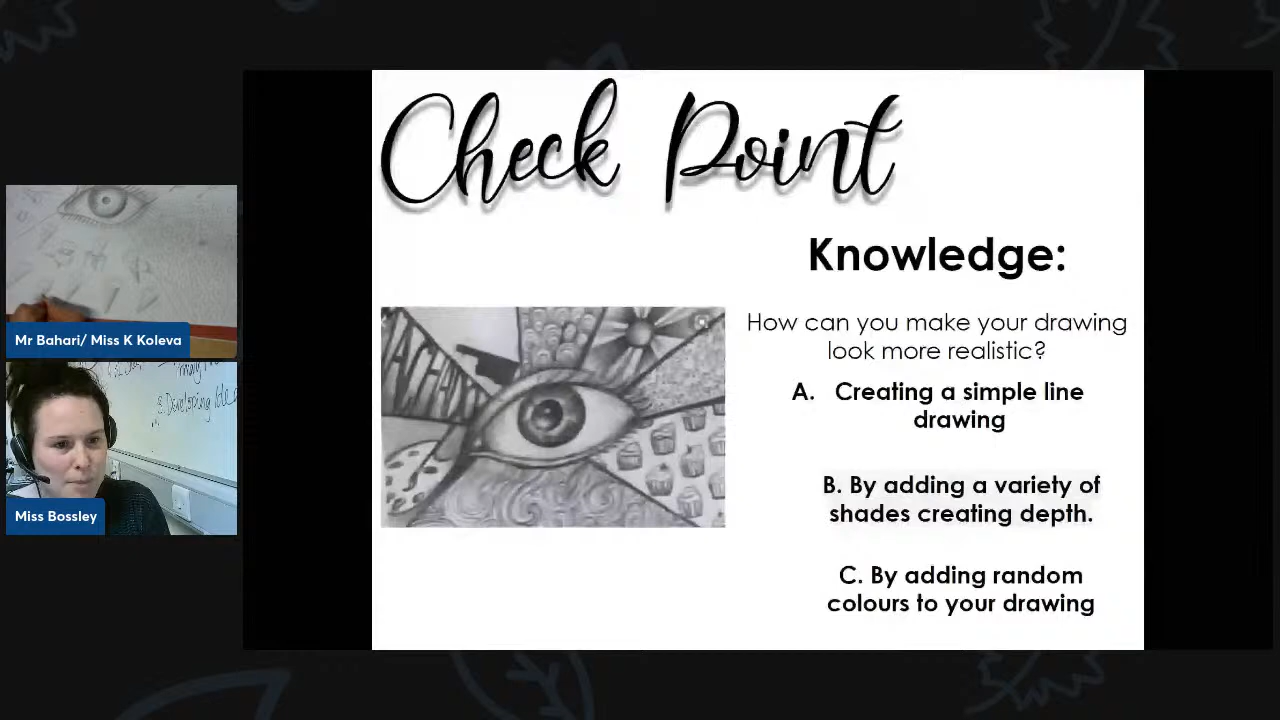 Check Point
Knowledge:
How can you make your drawing
look more realistic?
A. Creating a simple line
drawing
B. By adding a variety of
shades creating depth.
C. By adding random
colours to your drawing
Mr Bahari/ Miss K Koleva
Developing
Miss Bossley